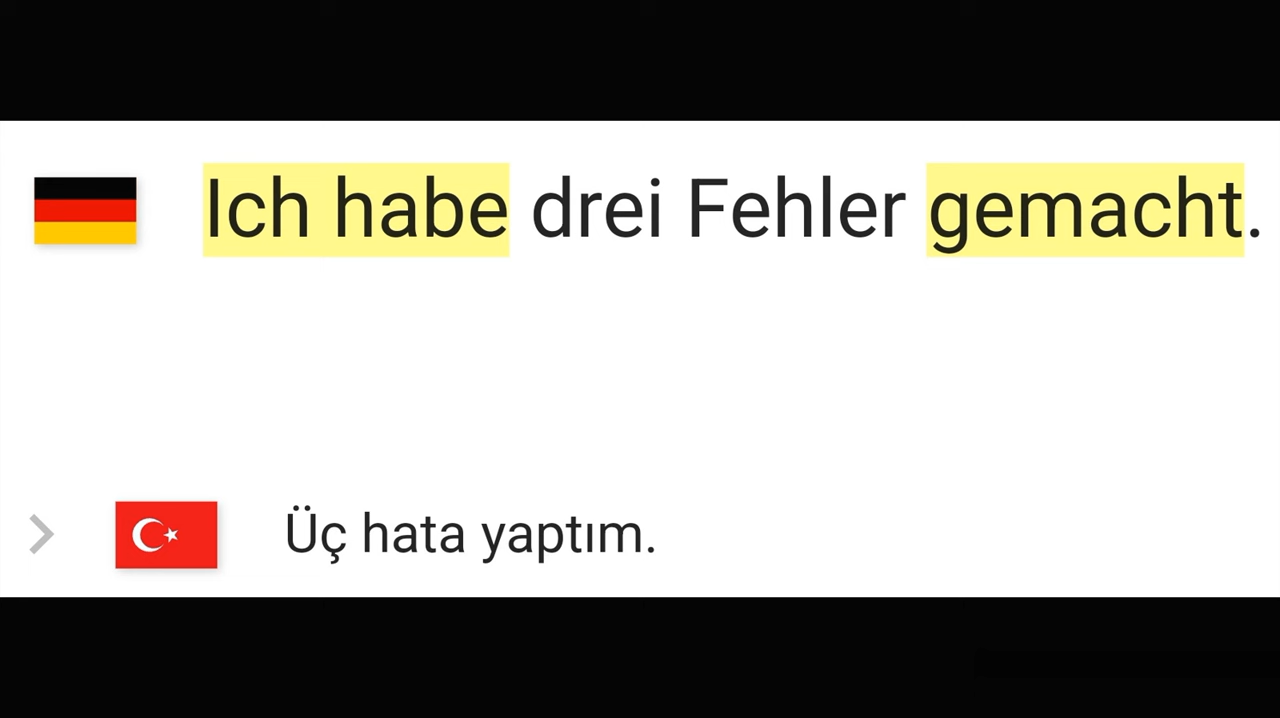 Ich habe drei Fehler gemacht.
Üç hata yaptım.